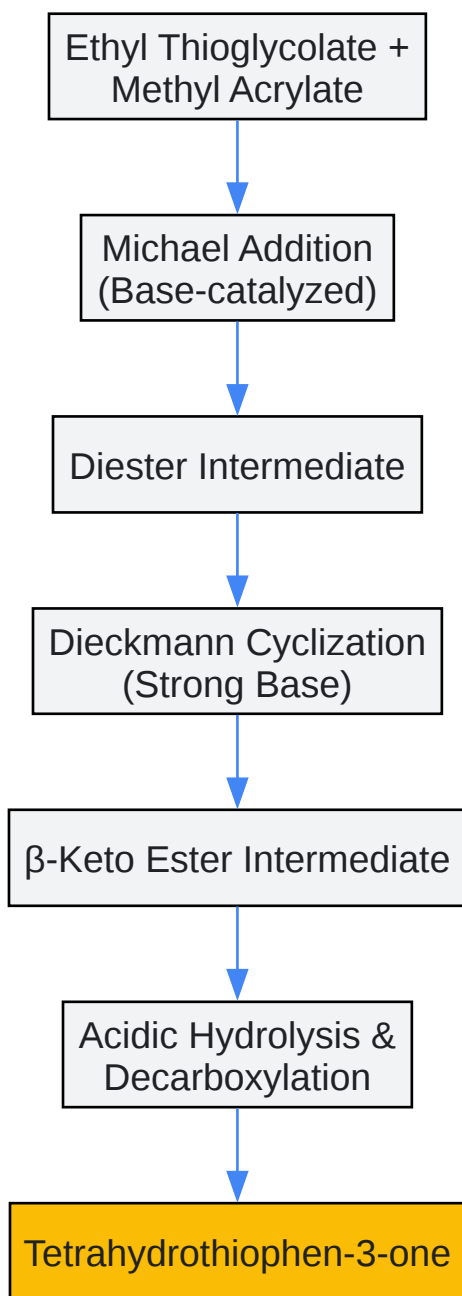 Ethyl Thioglycolate +
Methyl Acrylate
Michael Addition
(Base-catalyzed)
Diester Intermediate
Dieckmann Cyclization
(Strong Base)
β-Keto Ester Intermediate
Acidic Hydrolysis &
Decarboxylation
Tetrahydrothiophen-3-one